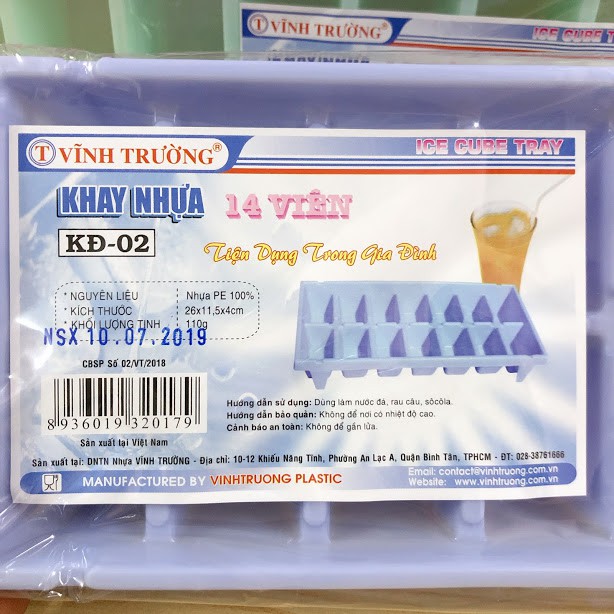 T VĨNH TRƯỜNG®
ICE CUBE TRAY
T VĨNH TRƯỜNG®
ICE CUBE TRAY
KHAY NHỰA 14 VIÊN
KĐ-02
Tiện Dụng Trong Gia Đình
* NGUYÊN LIỆU : Nhựa PE 100%
* KÍCH THƯỚC : 26x11,5x4cm
* KHỐI LƯỢNG TỊNH : 110g
NSX 10.07.2019
CBSP Số 02/VT/2018
8 936019 320179
Sản xuất tại Việt Nam
Hướng dẫn sử dụng: Dùng làm nước đá, rau câu, sôcôla.
Hướng dẫn bảo quản: Không để nơi có nhiệt độ cao.
Cảnh báo an toàn: Không để gần lửa.
Sản xuất tại: DNTN Nhựa VĨNH TRƯỜNG - Địa chỉ: 10-12 Khiếu Năng Tĩnh, Phường An Lạc A, Quận Bình Tân, TPHCM - ĐT: 028-38761666
MANUFACTURED BY VINHTRUONG PLASTIC
Email: contact@vinhtruong.com.vn
Website: www.vinhtruong.com.vn